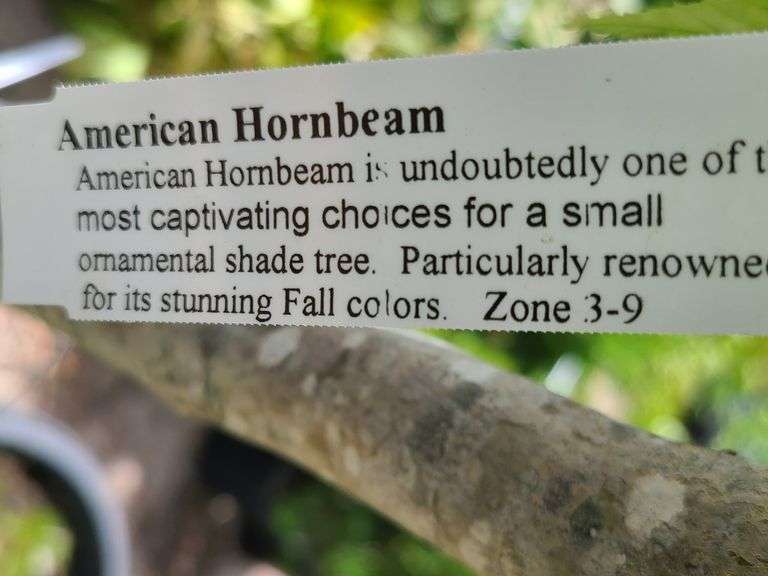 American Hornbeam
American Hornbeam is undoubtedly one of
most captivating choices for a small
ornamental shade tree. Particularly
for its stunning Fall colors. Zone 3-9